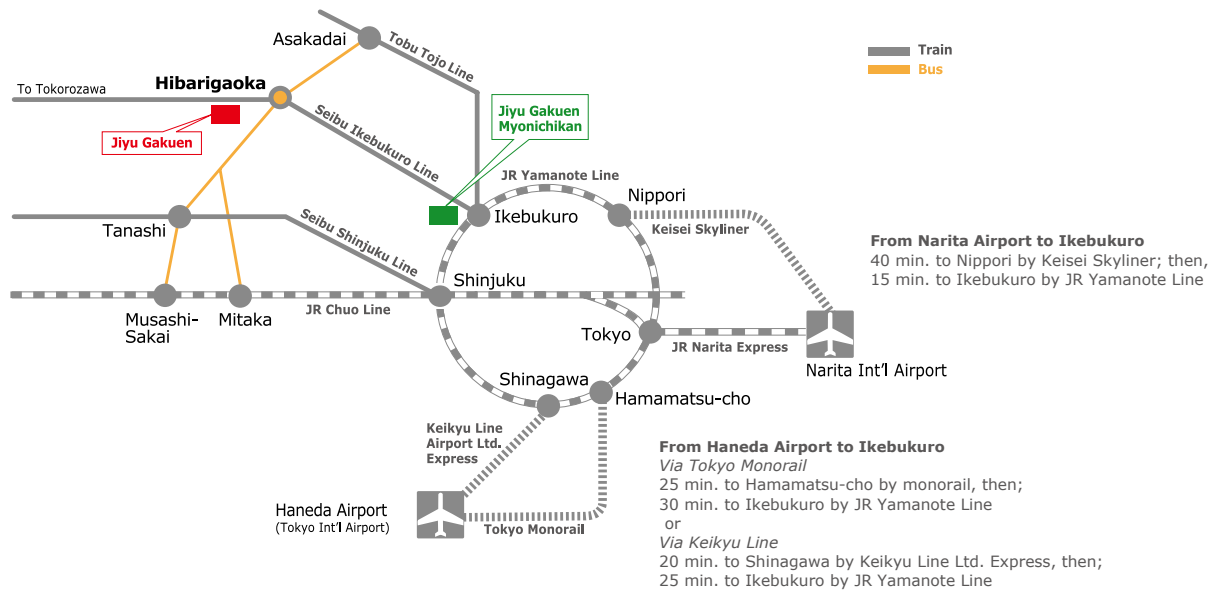 Asakadai
Tobu Tojo Line
Train
Bus
Hibarigaoka
To Tokorozawa
Jiyu Gakuen
Seibu Ikebukuro Line
Jiyu Gakuen
Myonichikan
JR Yamanote Line
Nippori
Ikebukuro
Keisei Skyliner
Tanashi
Seibu Shinjuku Line
From Narita Airport to Ikebukuro
40 min. to Nippori by Keisei Skyliner; then,
15 min. to Ikebukuro by JR Yamanote Line
Shinjuku
JR Chuo Line
Musashi-
Sakai
Mitaka
Tokyo
JR Narita Express
Narita Int'l Airport
Shinagawa
Hamamatsu-cho
Keikyu Line
Airport Ltd.
Express
Haneda Airport
(Tokyo Int'l Airport)
Tokyo Monorail
From Haneda Airport to Ikebukuro
Via Tokyo Monorail
25 min. to Hamamatsu-cho by monorail, then;
30 min. to Ikebukuro by JR Yamanote Line
or
Via Keikyu Line
20 min. to Shinagawa by Keikyu Line Ltd. Express, then;
25 min. to Ikebukuro by JR Yamanote Line